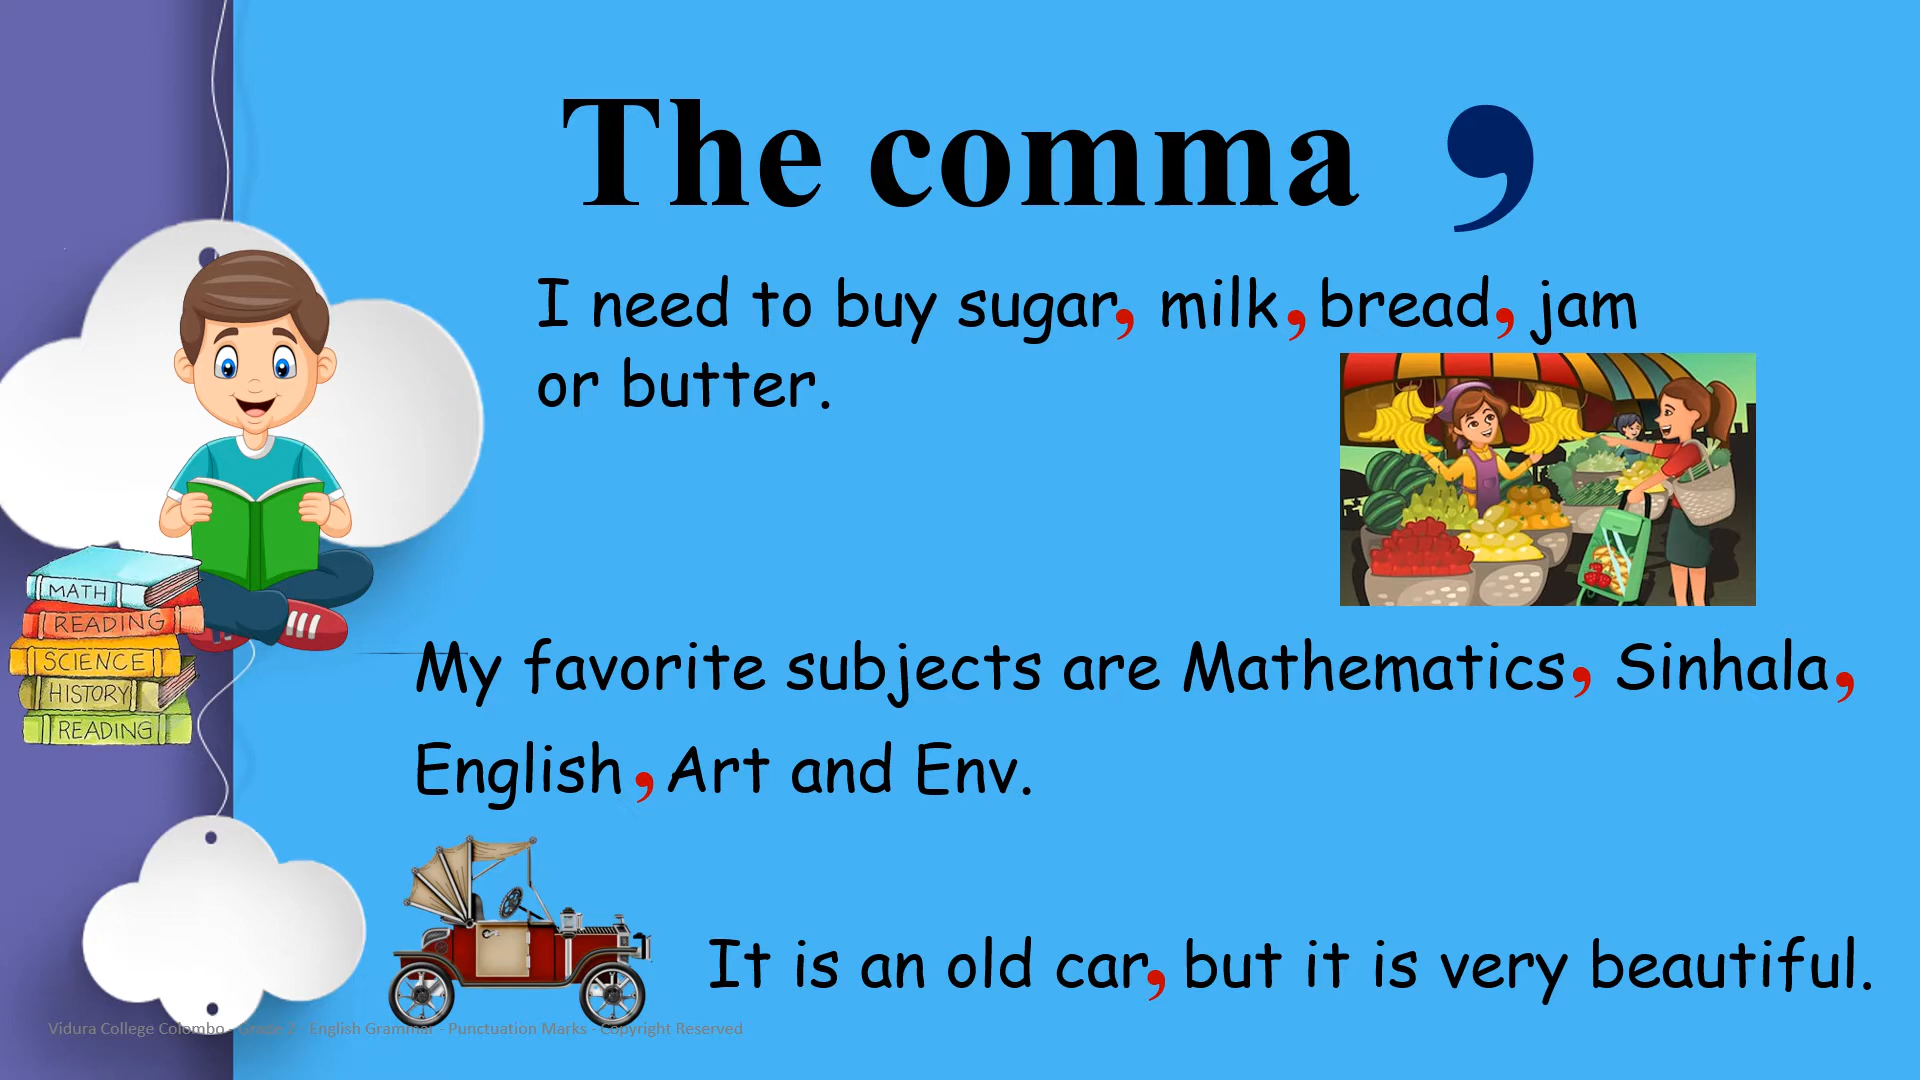 The comma ,
I need to buy sugar, milk, bread, jam
or butter.
My favorite subjects are Mathematics, Sinhala,
English, Art and Env.
It is an old car, but it is very beautiful.
MATH
READING
SCIENCE
HISTORY
READING
Vidura College Colombo - Grade 2 - English Grammar - Punctuation Marks - Copyright Reserved